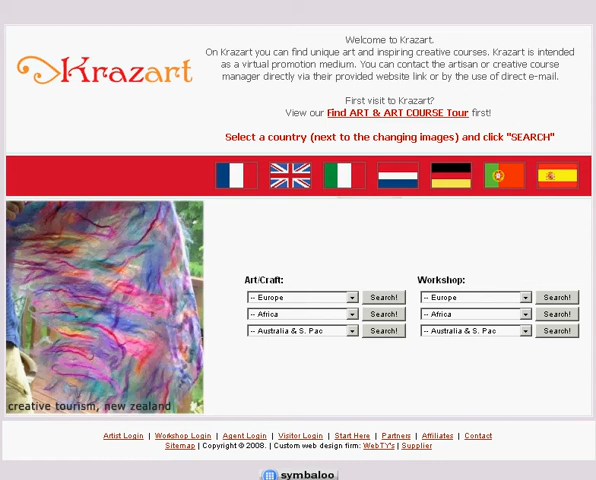 Krazart
Welcome to Krazart.
On Krazart you can find unique art and inspiring creative courses. Krazart is intended
as a virtual promotion medium. You can contact the artisan or creative course
manager directly via their provided website link or by the use of direct e-mail.
First visit to Krazart?
View our Find ART & ART COURSE Tour first!
Select a country (next to the changing images) and click "SEARCH"
Art/Craft: Workshop:
-- Europe Search! -- Europe Search!
-- Africa Search! -- Africa Search!
-- Australia & S. Pac Search! -- Australia & S. Pac Search!
creative tourism, new zealand
Artist Login | Workshop Login | Agent Login | Visitor Login | Start Here | Partners | Affiliates | Contact
Sitemap | Copyright © 2008. | Custom web design firm: WebTY's | Supplier
symbaloo